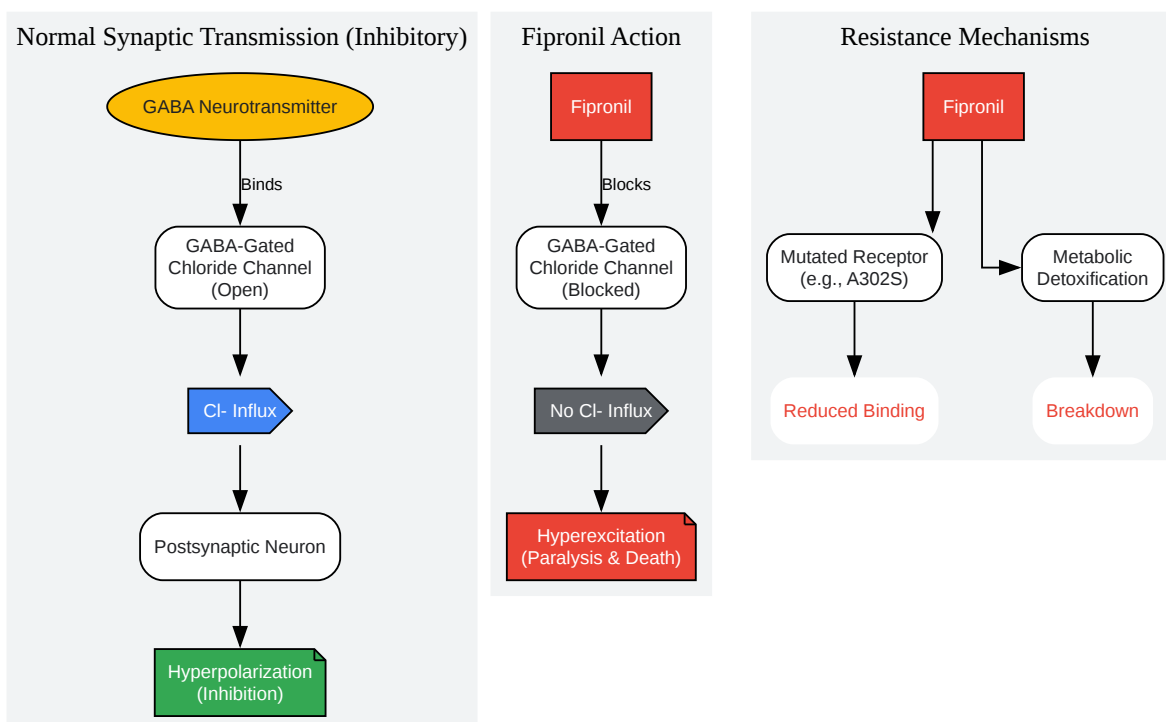 Normal Synaptic Transmission (Inhibitory)
GABA Neurotransmitter
Binds
GABA-Gated
Chloride Channel
(Open)
Cl- Influx
Postsynaptic Neuron
Hyperpolarization
(Inhibition)
Fipronil Action
Fipronil
Blocks
GABA-Gated
Chloride Channel
(Blocked)
No Cl- Influx
Hyperexcitation
(Paralysis & Death)
Resistance Mechanisms
Fipronil
Mutated Receptor
(e.g., A302S)
Metabolic
Detoxification
Reduced Binding
Breakdown